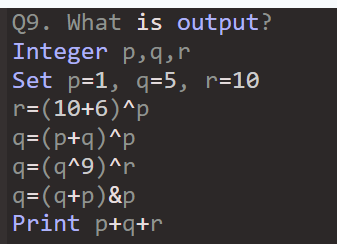 Q9. What is output?
Integer p,q,r
Set p=1, q=5, r=10
r=(10+6)^p
q=(p+q)^p
q=(q^9)^r
q=(q+p)&p
Print p+q+r